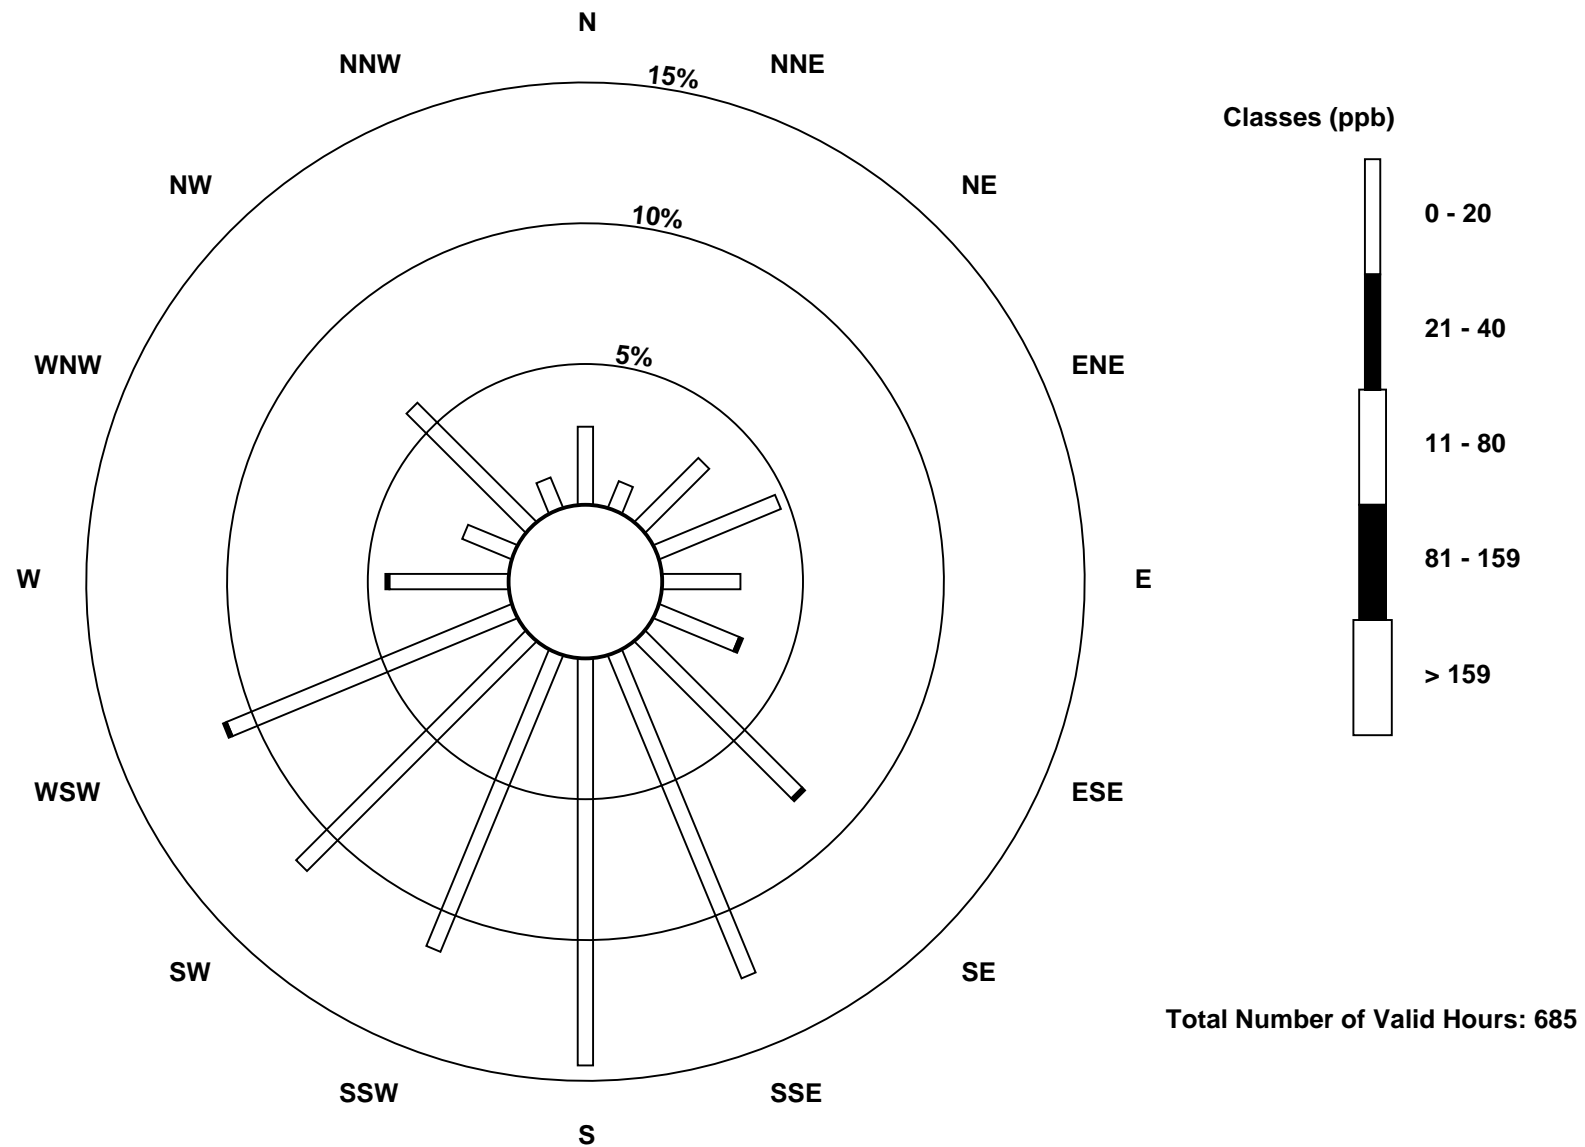 N
NNW
NNE
15%
Classes (ppb)
NW
NE
10%
0 - 20
21 - 40
5%
WNW
ENE
11 - 80
81 - 159
W
E
> 159
WSW
ESE
SW
SE
Total Number of Valid Hours: 685
SSW
SSE
S